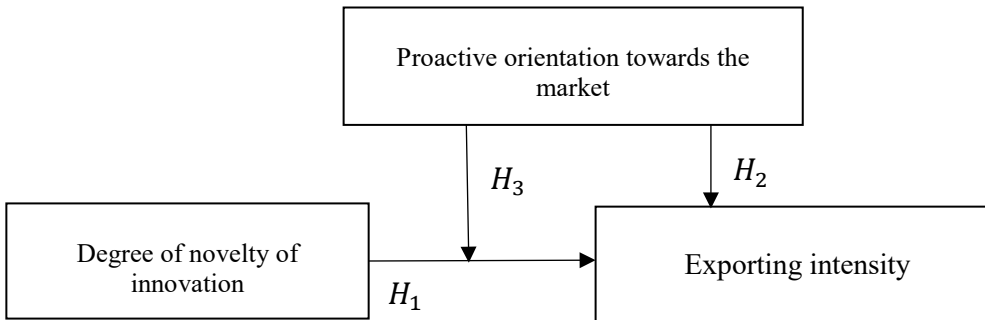 Proactive orientation towards the
market
H₃
H₂
Degree of novelty of
innovation
H₁
Exporting intensity